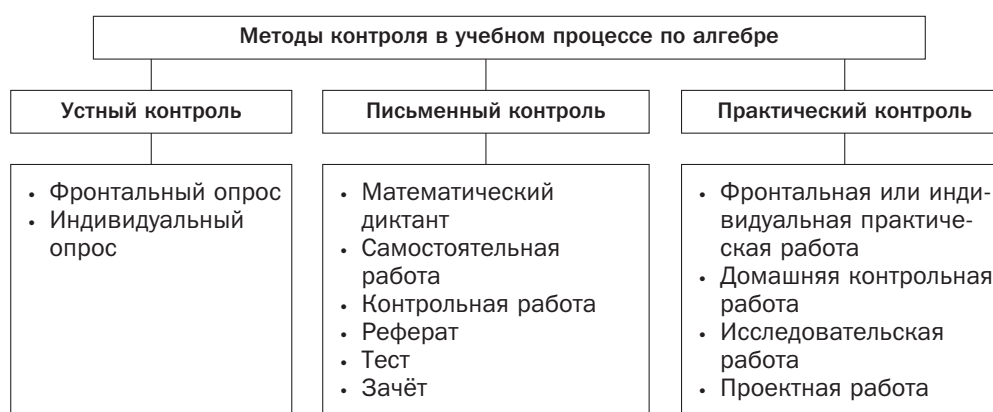 Методы контроля в учебном процессе по алгебре
Устный контроль
• Фронтальный опрос
• Индивидуальный
опрос
Письменный контроль
• Математический
диктант
• Самостоятельная
работа
• Контрольная работа
• Реферат
• Тест
• Зачёт
Практический контроль
• Фронтальная или инди-
видуальная практиче-
ская работа
• Домашняя контрольная
работа
• Исследовательская
работа
• Проектная работа